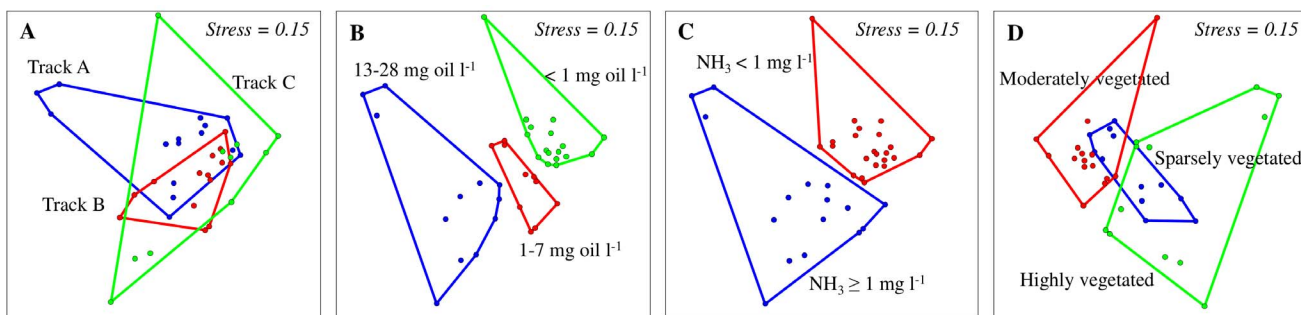 A
Stress = 0.15
Track A
Track C
Track B
B
Stress = 0.15
13-28 mg oil l⁻¹
< 1 mg oil l⁻¹
1-7 mg oil l⁻¹
C
Stress = 0.15
NH₃ < 1 mg l⁻¹
NH₃ ≥ 1 mg l⁻¹
D
Stress = 0.15
Moderately vegetated
Sparsely vegetated
Highly vegetated